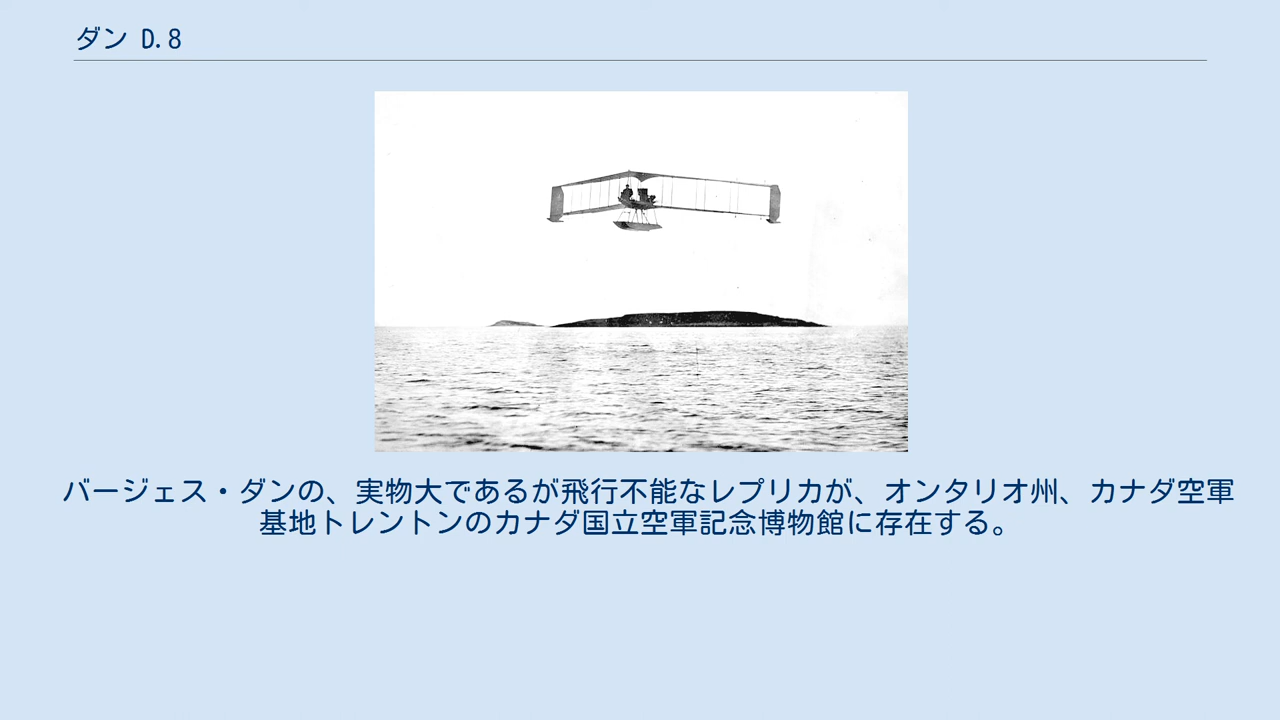 ダン D.8
バージェス・ダンの、実物大であるが飛行不能なレプリカが、オンタリオ州、カナダ空軍
基地トレントンのカナダ国立空軍記念博物館に存在する。